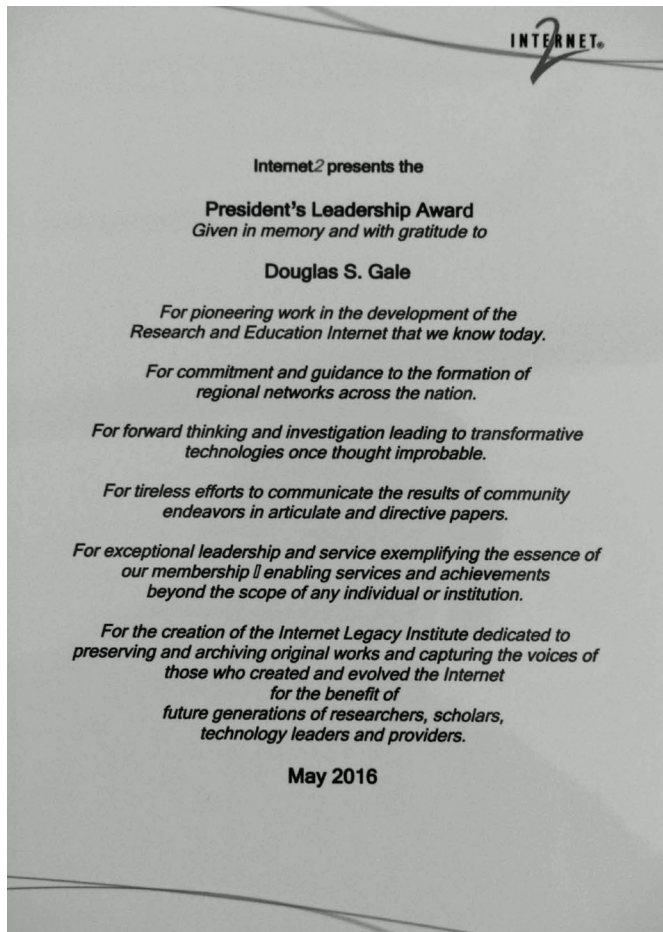 INTERNET®
2
Internet2 presents the
President's Leadership Award
Given in memory and with gratitude to
Douglas S. Gale
For pioneering work in the development of the
Research and Education Internet that we know today.
For commitment and guidance to the formation of
regional networks across the nation.
For forward thinking and investigation leading to transformative
technologies once thought improbable.
For tireless efforts to communicate the results of community
endeavors in articulate and directive papers.
For exceptional leadership and service exemplifying the essence of
our membership ▯ enabling services and achievements
beyond the scope of any individual or institution.
For the creation of the Internet Legacy Institute dedicated to
preserving and archiving original works and capturing the voices of
those who created and evolved the Internet
for the benefit of
future generations of researchers, scholars,
technology leaders and providers.
May 2016